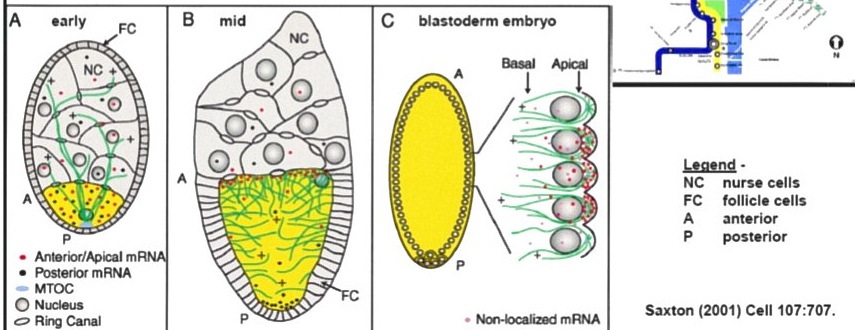 A early
FC
NC
A
P
Anterior/Apical mRNA
Posterior mRNA
MTOC
Nucleus
Ring Canal
B mid
NC
A
P
FC
C blastoderm embryo
A
P
Basal Apical
Non-localized mRNA
N
Legend -
NC nurse cells
FC follicle cells
A anterior
P posterior
Saxton (2001) Cell 107:707.